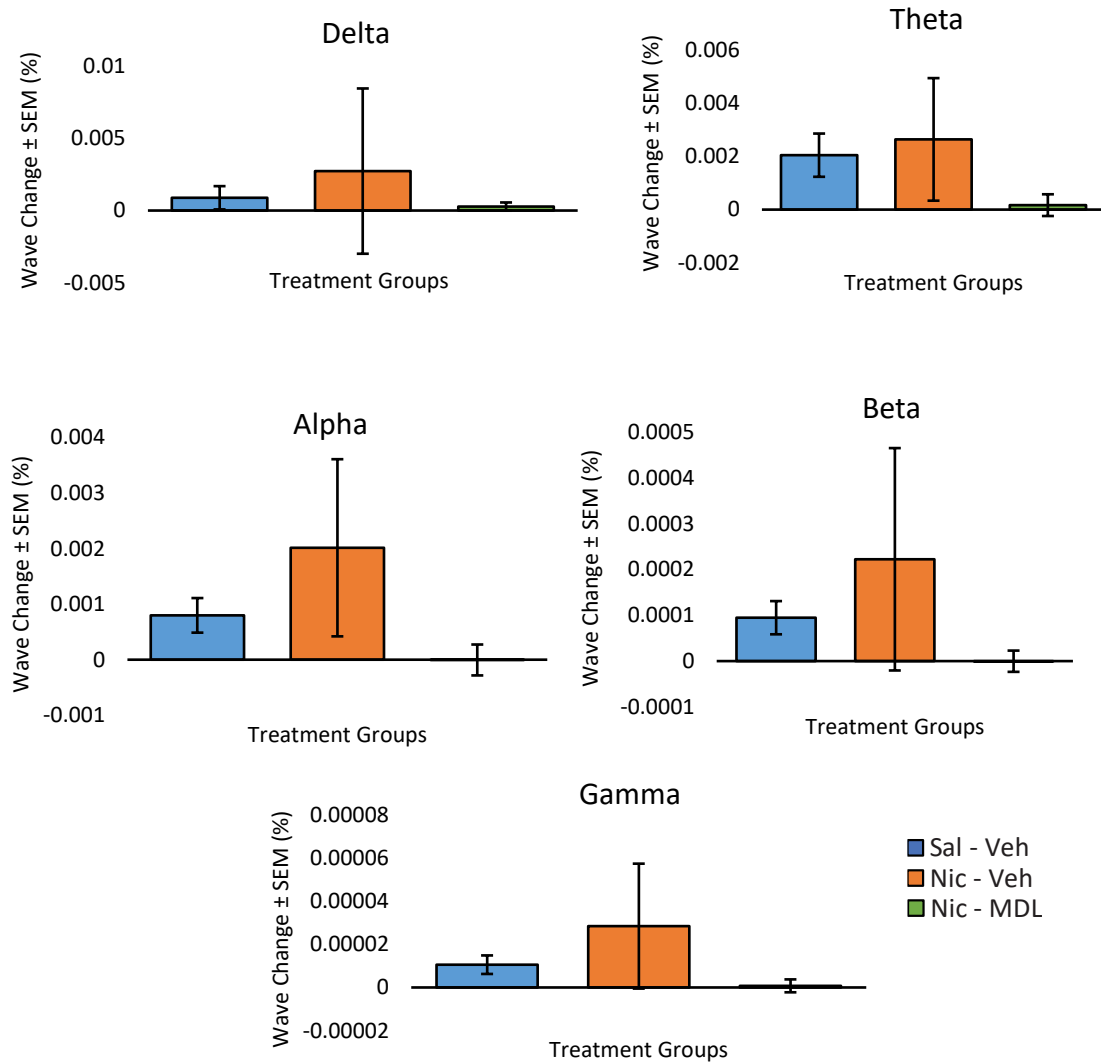 Delta
Wave Change ± SEM (%)
0.01
0.005
0
-0.005
Treatment Groups
Theta
Wave Change ± SEM (%)
0.006
0.004
0.002
0
-0.002
Treatment Groups
Alpha
Wave Change ± SEM (%)
0.004
0.003
0.002
0.001
0
-0.001
Treatment Groups
Beta
Wave Change ± SEM (%)
0.0005
0.0004
0.0003
0.0002
0.0001
0
-0.0001
Treatment Groups
Gamma
Wave Change ± SEM (%)
0.00008
0.00006
0.00004
0.00002
0
-0.00002
Treatment Groups
Sal - Veh
Nic - Veh
Nic - MDL